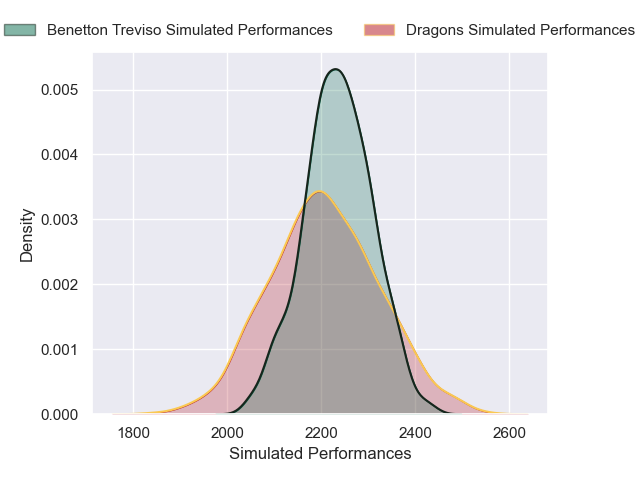 Benetton Treviso Simulated Performances
Dragons Simulated Performances
0.005
0.004
0.003
0.002
0.001
0.000
Density
1800
2000
2200
2400
2600
Simulated Performances